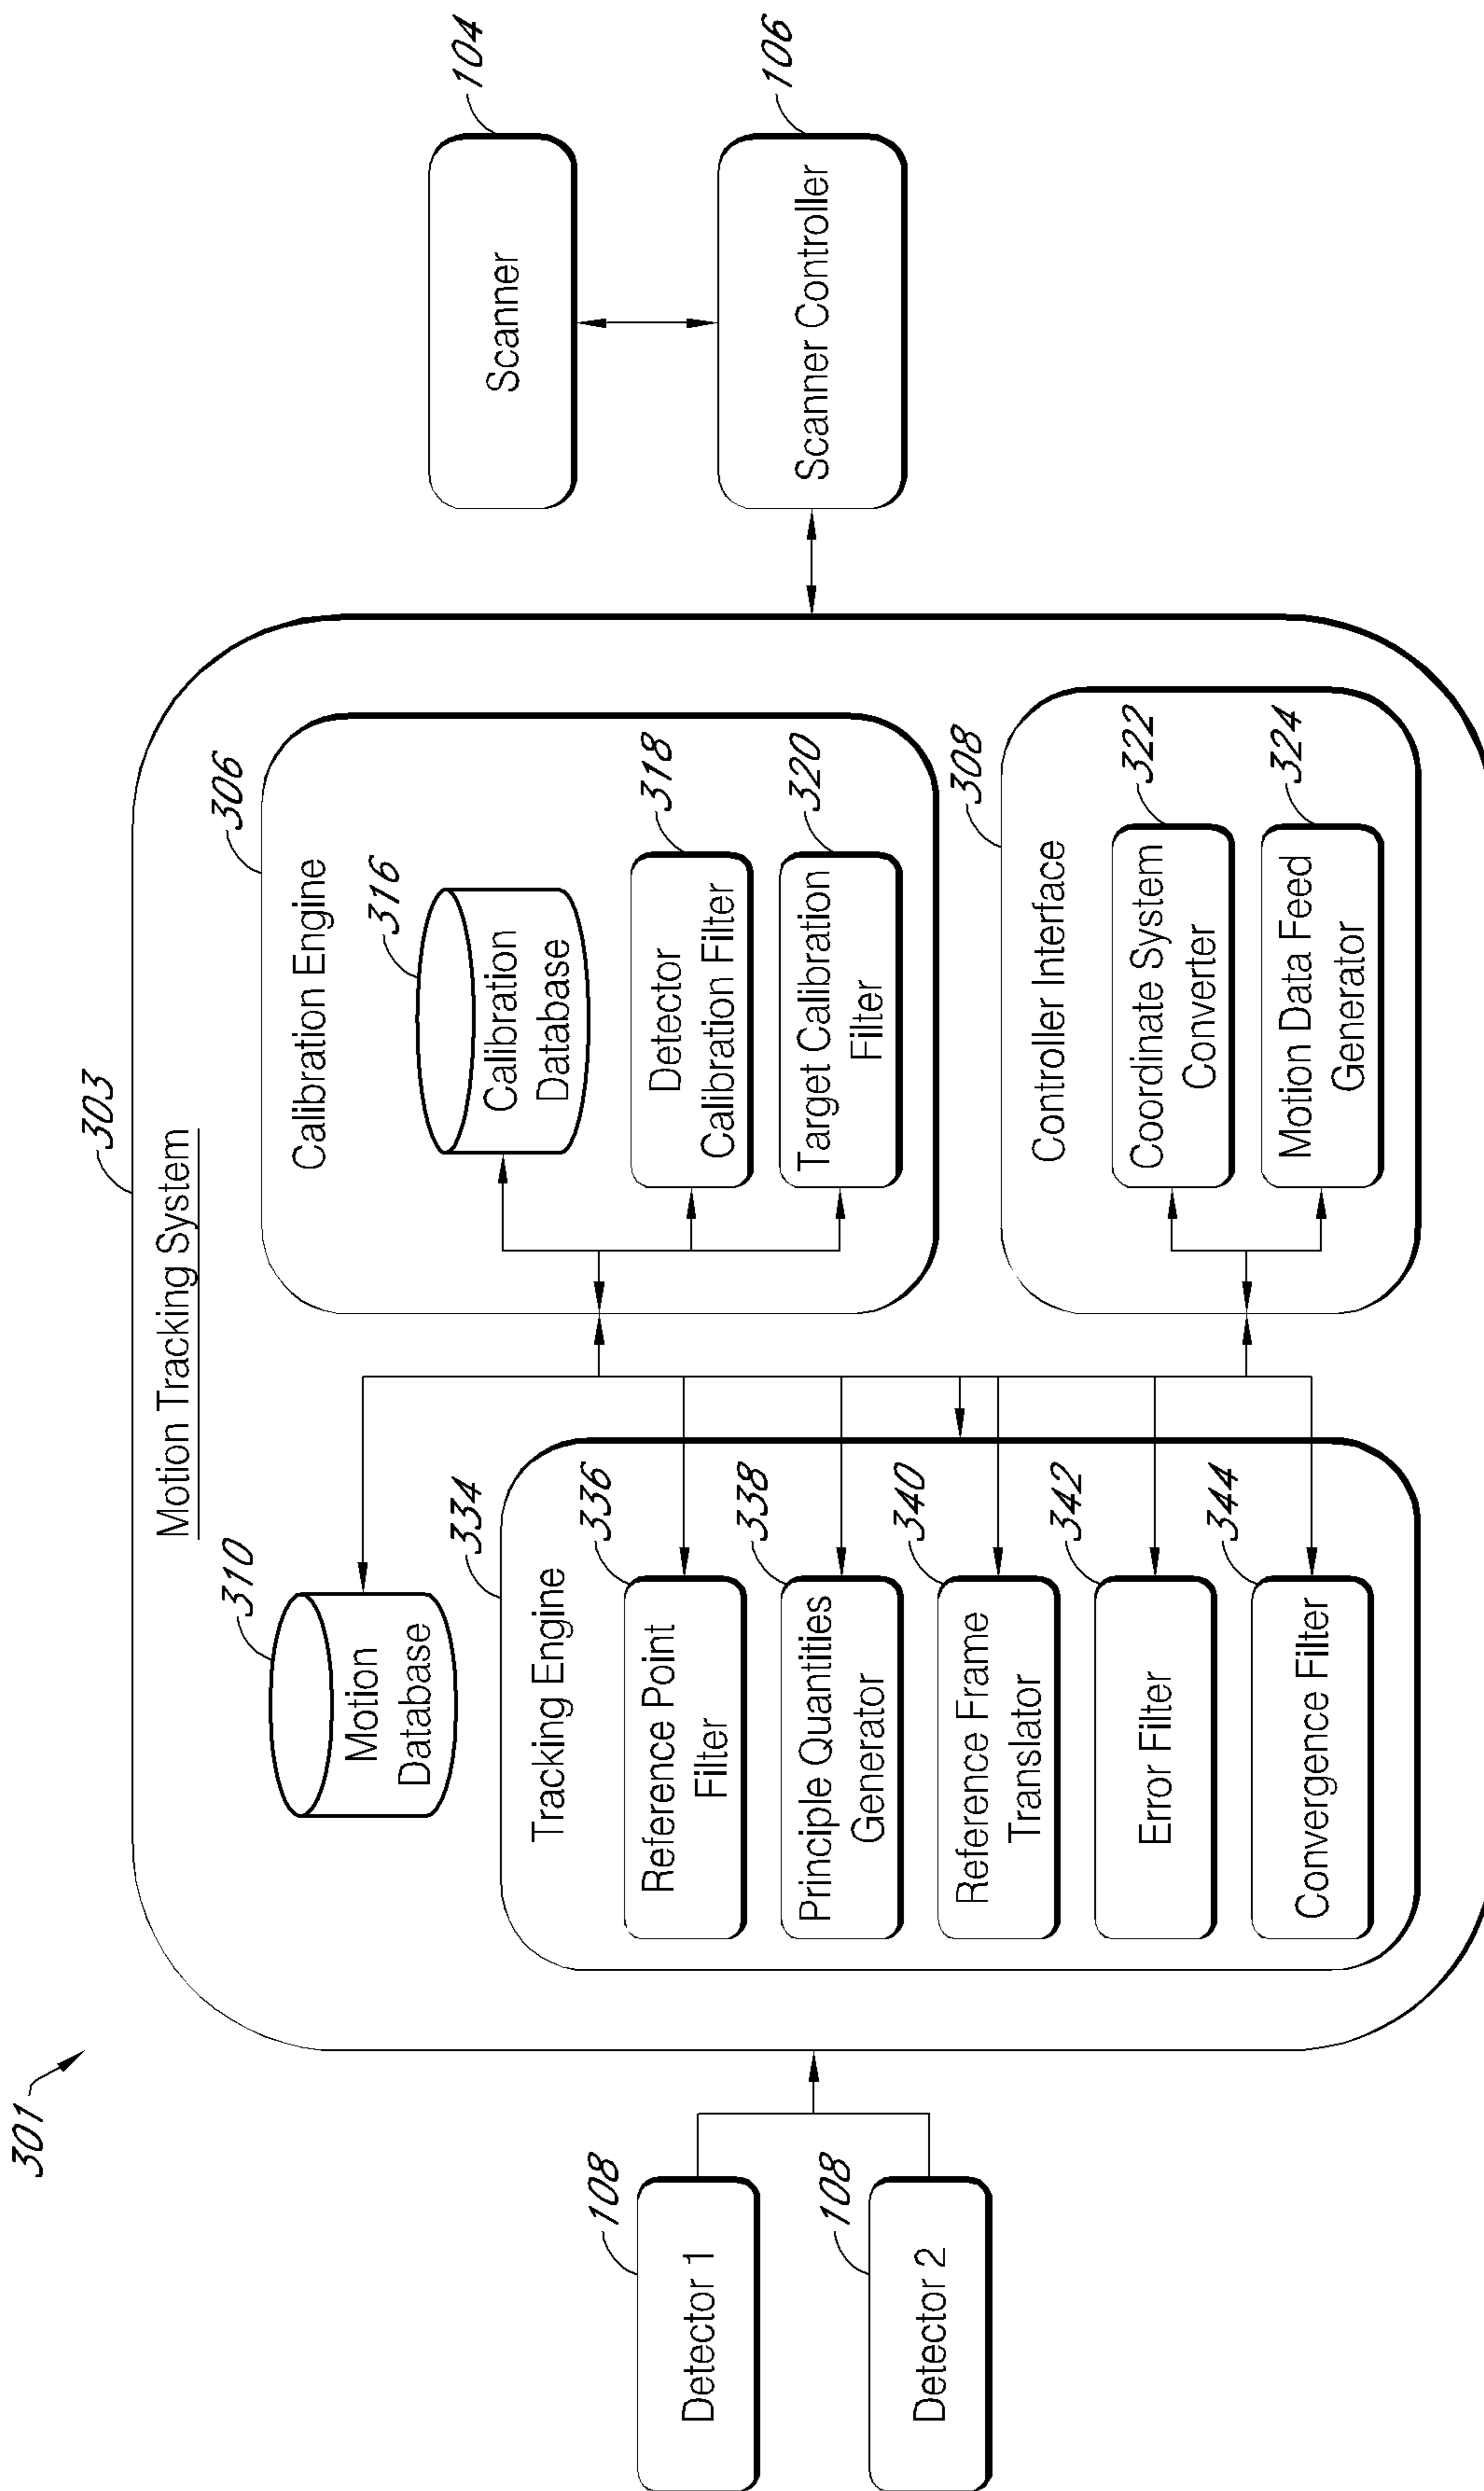 301
303
Motion Tracking System
310
Motion
Database
334
Tracking Engine
336
Reference Point
Filter
338
Principle Quantities
Generator
340
Reference Frame
Translator
342
Error Filter
344
Convergence Filter
306
Calibration Engine
316
Calibration
Database
318
Detector
Calibration Filter
320
Target Calibration
Filter
308
Controller Interface
322
Coordinate System
Converter
324
Motion Data Feed
Generator
108
Detector 1
108
Detector 2
104
Scanner
106
Scanner Controller